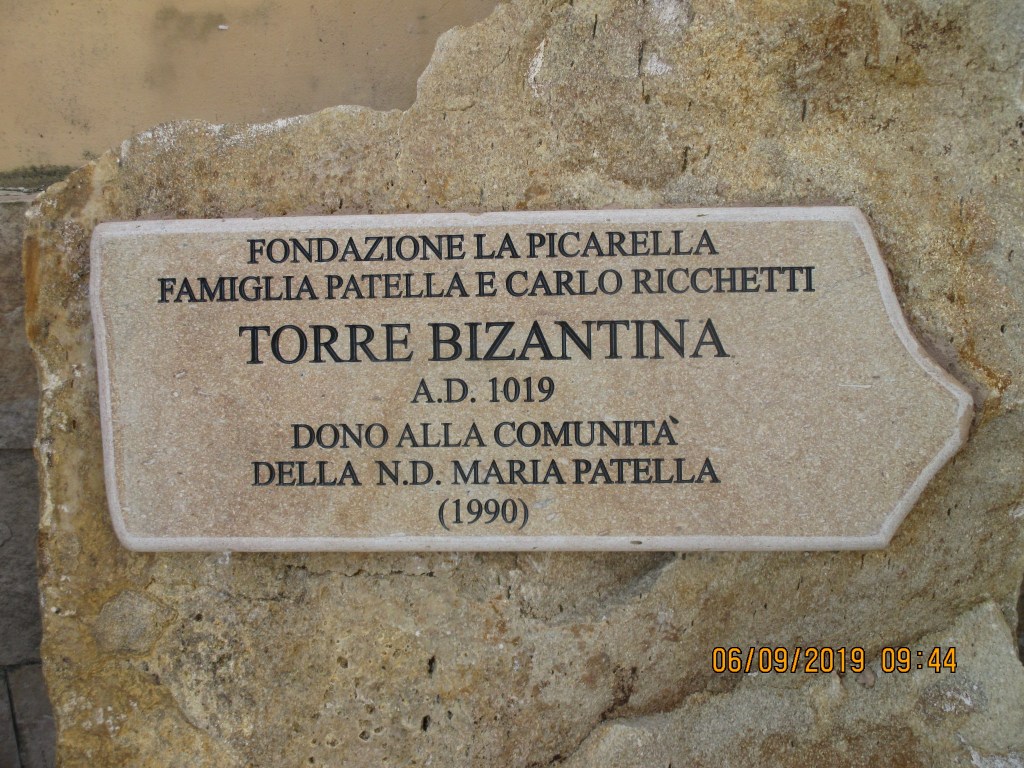 FONDAZIONE LA PICARELLA
FAMIGLIA PATELLA E CARLO RICCHETTI
TORRE BIZANTINA
A.D. 1019
DONO ALLA COMUNITÀ
DELLA N.D. MARIA PATELLA
(1990)
06/09/2019 09:44